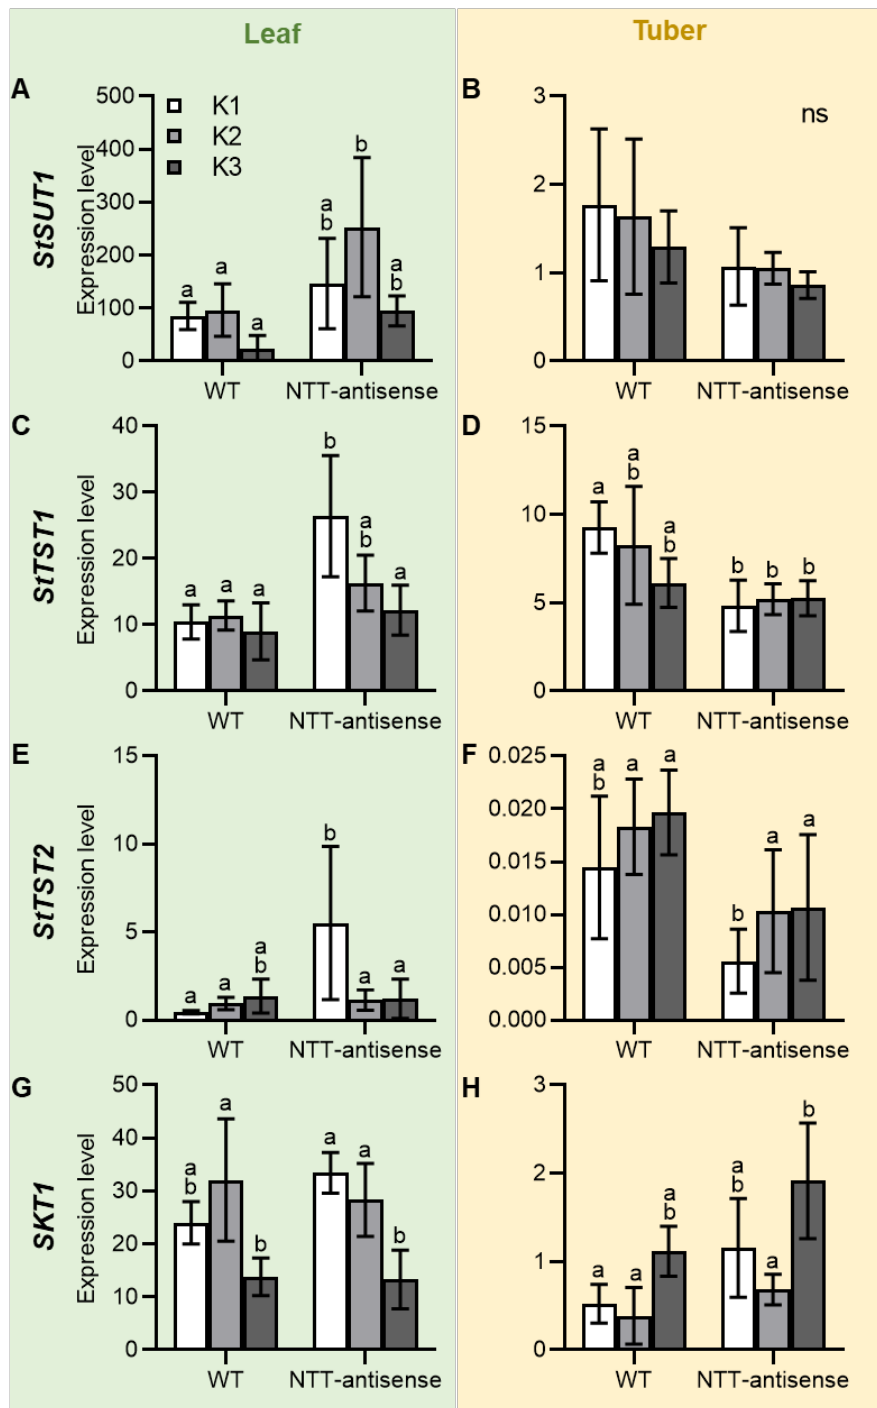 Leaf
Tuber
A
StSUT1
Expression level
500
400
300
200
100
0
K1
K2
K3
a
a
a
a
b
b
a
b
WT
NTT-antisense
B
3
2
1
0
ns
WT
NTT-antisense
C
StTST1
Expression level
40
30
20
10
0
a
a
a
b
a
b
a
WT
NTT-antisense
D
15
10
5
0
a
a
b
a
b
b
b
b
WT
NTT-antisense
E
StTST2
Expression level
15
10
5
0
a
a
a
b
b
a
a
WT
NTT-antisense
F
0.025
0.020
0.015
0.010
0.005
0.000
a
b
a
a
b
a
a
WT
NTT-antisense
G
SKT1
Expression level
50
40
30
20
10
0
a
b
a
b
a
a
b
WT
NTT-antisense
H
3
2
1
0
a
a
a
b
a
b
a
b
WT
NTT-antisense